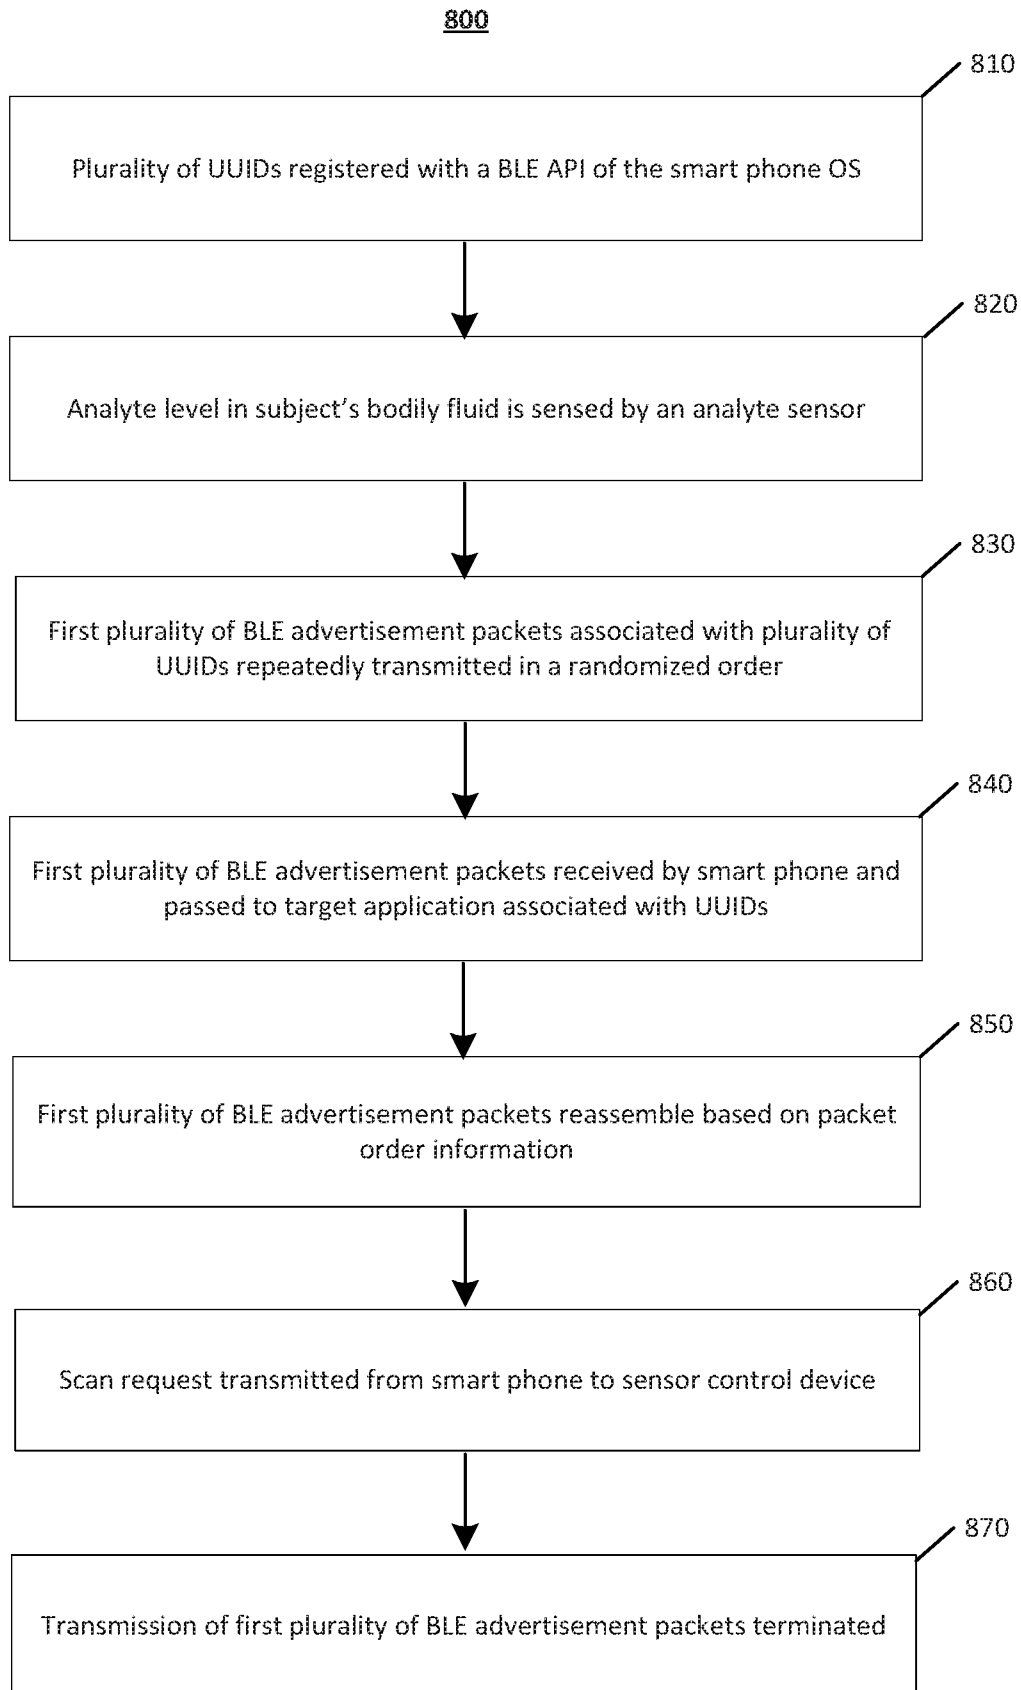 800
810
Plurality of UUIDs registered with a BLE API of the smart phone OS
820
Analyte level in subject's bodily fluid is sensed by an analyte sensor
830
First plurality of BLE advertisement packets associated with plurality of
UUIDs repeatedly transmitted in a randomized order
840
First plurality of BLE advertisement packets received by smart phone and
passed to target application associated with UUIDs
850
First plurality of BLE advertisement packets reassemble based on packet
order information
860
Scan request transmitted from smart phone to sensor control device
870
Transmission of first plurality of BLE advertisement packets terminated